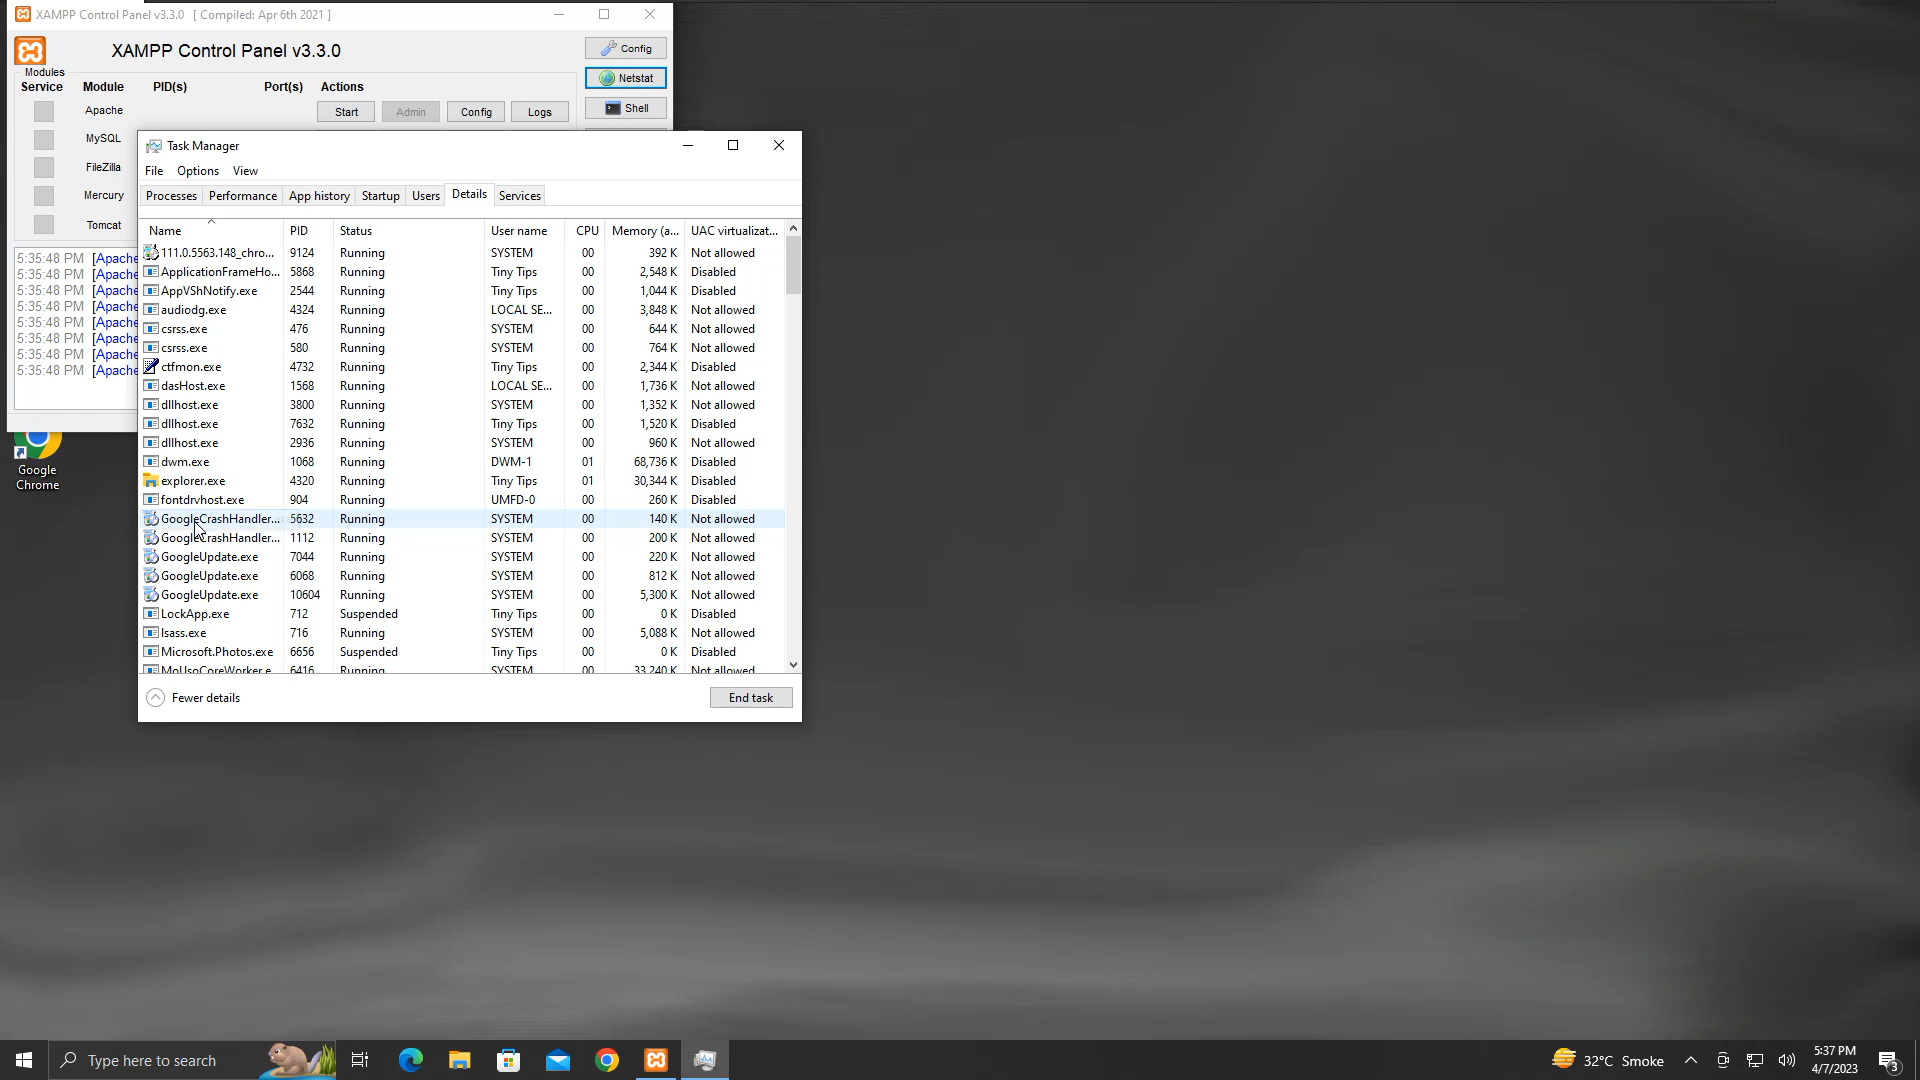 XAMPP Control Panel v3.3.0 [ Compiled: Apr 6th 2021 ]
XAMPP Control Panel v3.3.0
Config
Modules
Service Module PID(s) Port(s) Actions
Netstat
Apache Start Admin Config Logs
Shell
MySQL
FileZilla
Mercury
Tomcat
5:35:48 PM [Apache
5:35:48 PM [Apache
5:35:48 PM [Apache
5:35:48 PM [Apache
5:35:48 PM [Apache
5:35:48 PM [Apache
5:35:48 PM [Apache
5:35:48 PM [Apache
Google
Chrome
Task Manager
File Options View
Processes Performance App history Startup Users Details Services
Name PID Status User name CPU Memory (a... UAC virtualizat...
111.0.5563.148_chro... 9124 Running SYSTEM 00 392 K Not allowed
ApplicationFrameHo... 5868 Running Tiny Tips 00 2,548 K Disabled
AppVShNotify.exe 2544 Running Tiny Tips 00 1,044 K Disabled
audiodg.exe 4324 Running LOCAL SE... 00 3,848 K Not allowed
csrss.exe 476 Running SYSTEM 00 644 K Not allowed
csrss.exe 580 Running SYSTEM 00 764 K Not allowed
ctfmon.exe 4732 Running Tiny Tips 00 2,344 K Disabled
dasHost.exe 1568 Running LOCAL SE... 00 1,736 K Not allowed
dllhost.exe 3800 Running SYSTEM 00 1,352 K Not allowed
dllhost.exe 7632 Running Tiny Tips 00 1,520 K Disabled
dllhost.exe 2936 Running SYSTEM 00 960 K Not allowed
dwm.exe 1068 Running DWM-1 01 68,736 K Disabled
explorer.exe 4320 Running Tiny Tips 01 30,344 K Disabled
fontdrvhost.exe 904 Running UMFD-0 00 260 K Disabled
GoogleCrashHandler... 5632 Running SYSTEM 00 140 K Not allowed
GoogleCrashHandler... 1112 Running SYSTEM 00 200 K Not allowed
GoogleUpdate.exe 7044 Running SYSTEM 00 220 K Not allowed
GoogleUpdate.exe 6068 Running SYSTEM 00 812 K Not allowed
GoogleUpdate.exe 10604 Running SYSTEM 00 5,300 K Not allowed
LockApp.exe 712 Suspended Tiny Tips 00 0 K Disabled
lsass.exe 716 Running SYSTEM 00 5,088 K Not allowed
Microsoft.Photos.exe 6656 Suspended Tiny Tips 00 0 K Disabled
MoUsoCoreWorker.e... 6416 Running SYSTEM 00 33,240 K Not allowed
Fewer details End task
Type here to search
32°C Smoke
5:37 PM
4/7/2023
3